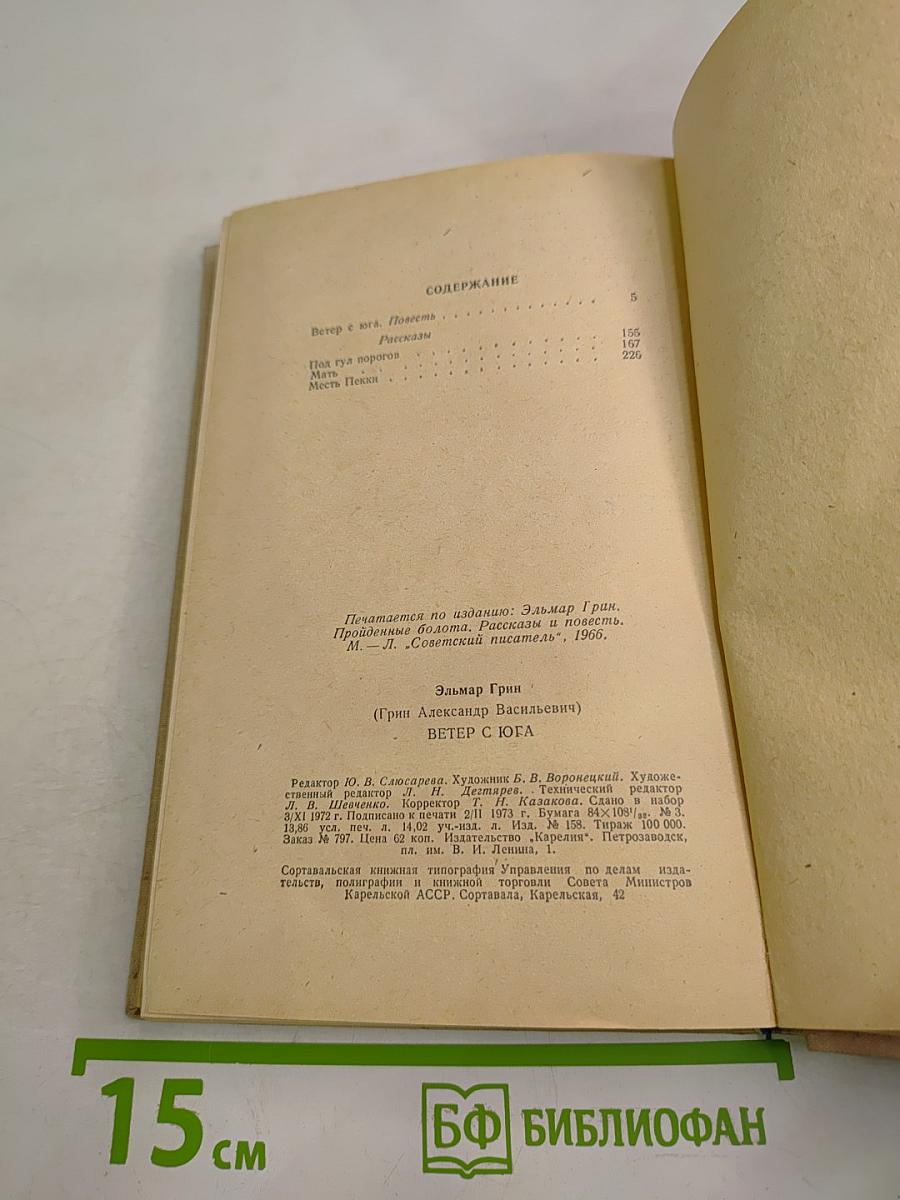 СОДЕРЖАНИЕ
Ветер с юга. Повесть . . . . . . . . . . . . 5
Рассказы
Под гул порогов . . . . . . . . . . . . 155
Мать . . . . . . . . . . . . 167
Месть Пекки . . . . . . . . . . . . 226
Печатается по изданию: Эльмар Грин.
Пройденные болота. Рассказы и повесть.
М. — Л. „Советский писатель“, 1966.
Эльмар Грин
(Грин Александр Васильевич)
ВЕТЕР С ЮГА
Редактор Ю. В. Слюсарева. Художник Б. В. Воронецкий. Художе-
ственный редактор Л. Н. Дегтярев. Технический редактор
Л. В. Шевченко. Корректор Т. Н. Казакова. Сдано в набор
3/XI 1972 г. Подписано к печати 2/II 1973 г. Бумага 84×108¹/₃₂. № 3.
13,86 усл. печ. л. 14,02 уч.-изд. л. Изд. № 158. Тираж 100 000.
Заказ № 797. Цена 62 коп. Издательство „Карелия“. Петрозаводск,
пл. им. В. И. Ленина, 1.
Сортавальская книжная типография Управления по делам изда-
тельств, полиграфии и книжной торговли Совета Министров
Карельской АССР. Сортавала, Карельская, 42
15 см
БФ БИБЛИОФАН